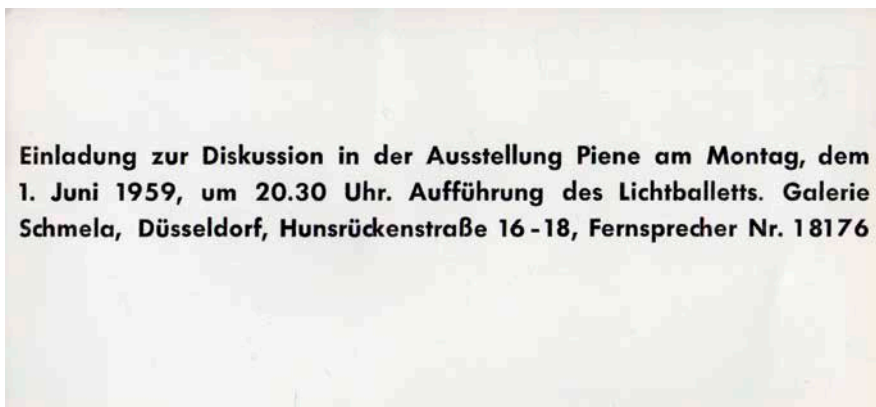 Einladung zur Diskussion in der Ausstellung Piene am Montag, dem
1. Juni 1959, um 20.30 Uhr. Aufführung des Lichtballetts. Galerie
Schmela, Düsseldorf, Hunsrückenstraße 16-18, Fernsprecher Nr. 18176